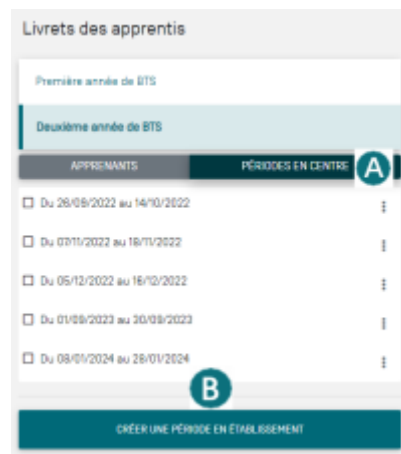 Livrets des apprentis
Première année de BTS
Deuxième année de BTS
APPRENANTS
PÉRIODES EN CENTRE
A
Du 26/09/2022 au 14/10/2022
Du 07/11/2022 au 18/11/2022
Du 05/12/2022 au 16/12/2022
Du 01/09/2023 au 30/09/2023
Du 08/01/2024 au 28/01/2024
B
CRÉER UNE PÉRIODE EN ÉTABLISSEMENT